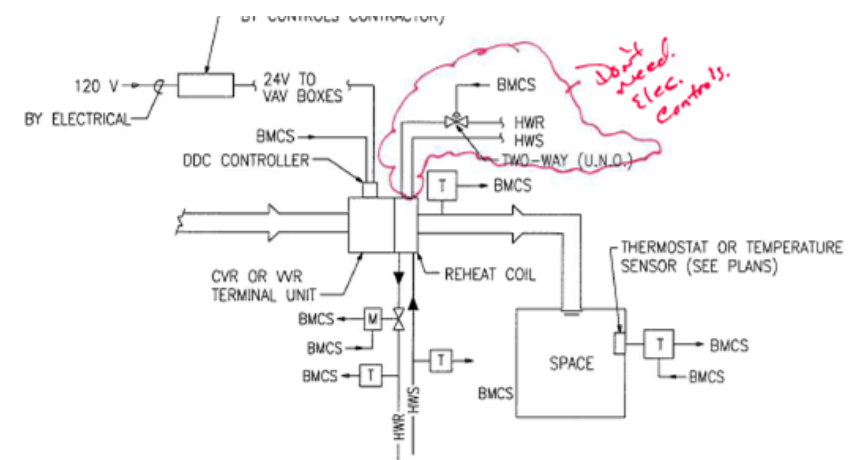 BY CONTROLS CONTRACTOR)
120 V
24V TO
VAV BOXES
BY ELECTRICAL
BMCS
DDC CONTROLLER
BMCS
HWR
HWS
TWO-WAY (U.N.O.)
Don't
need.
Elec.
Controls.
T
BMCS
THERMOSTAT OR TEMPERATURE
SENSOR (SEE PLANS)
CVR OR VVR
TERMINAL UNIT
REHEAT COIL
BMCS
M
BMCS
BMCS
T
T
HWR
HWS
SPACE
BMCS
T
BMCS
BMCS